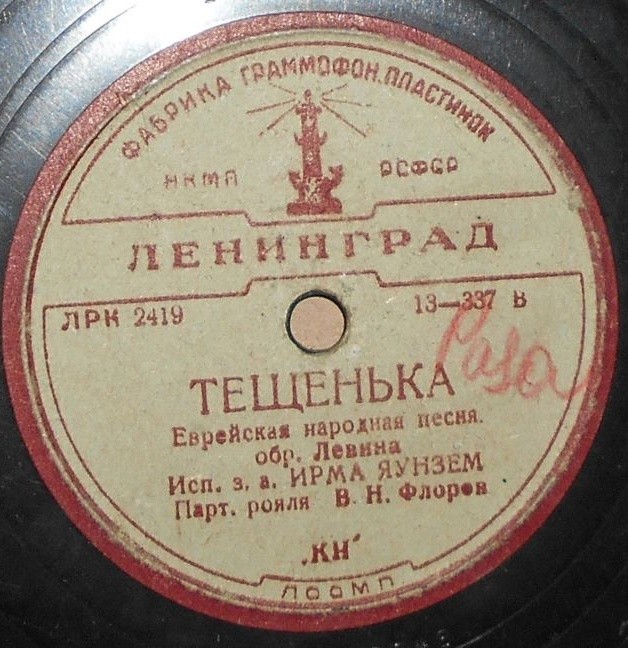 ФАБРИКА ГРАММОФОН. ПЛАСТИНОК
НКМП РСФСР
ЛЕНИНГРАД
ЛРК 2419 13—337 В
ТЕЩЕНЬКА
Еврейская народная песня.
обр. Левина
Исп. з. а. ИРМА ЯУНЗЕМ
Парт. рояля В. Н. Флоров
„КН"
ЛООМП